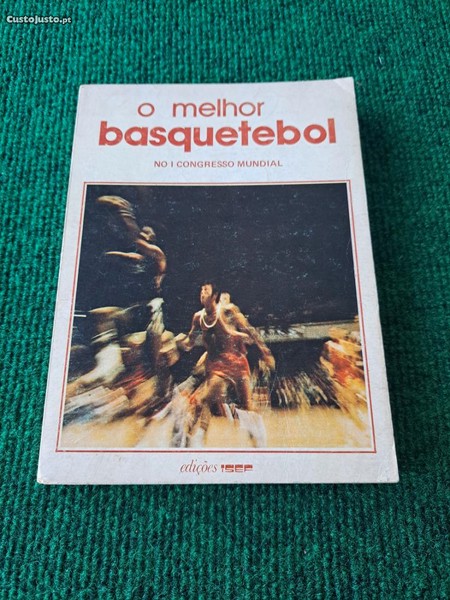 CustoJusto.pt
o melhor
basquetebol
NO I CONGRESSO MUNDIAL
edições ISEF